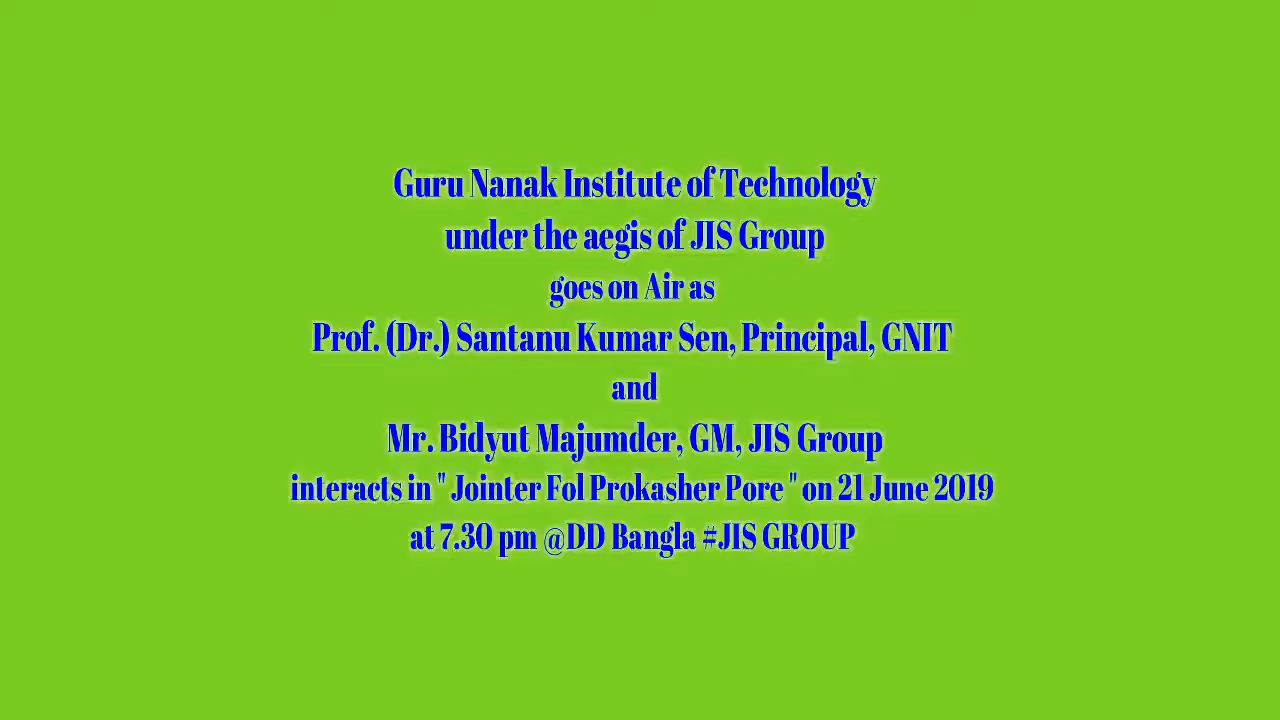 Guru Nanak Institute of Technology
under the aegis of JIS Group
goes on Air as
Prof. (Dr.) Santanu Kumar Sen, Principal, GNIT
and
Mr. Bidyut Majumder, GM, JIS Group
interacts in " Jointer Fol Prokasher Pore " on 21 June 2019
at 7.30 pm @DD Bangla #JIS GROUP